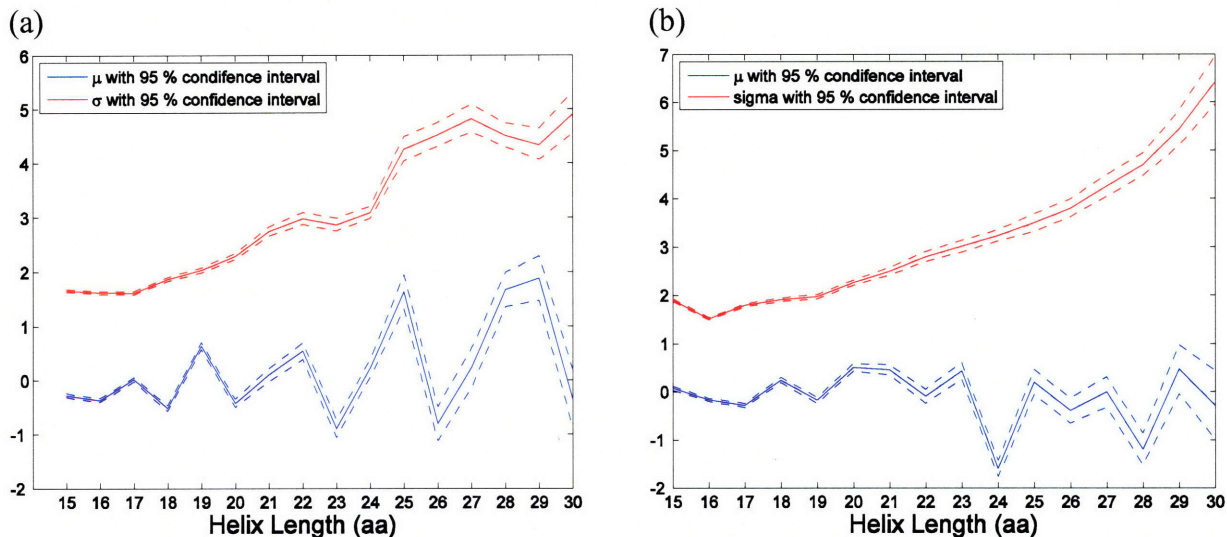 (a)
(b)
6
5
4
3
2
1
0
-1
-2
μ with 95 % condifence interval
σ with 95 % confidence interval
15 16 17 18 19 20 21 22 23 24 25 26 27 28 29 30
Helix Length (aa)
7
6
5
4
3
2
1
0
-1
-2
μ with 95 % condifence interval
sigma with 95 % confidence interval
15 16 17 18 19 20 21 22 23 24 25 26 27 28 29 30
Helix Length (aa)